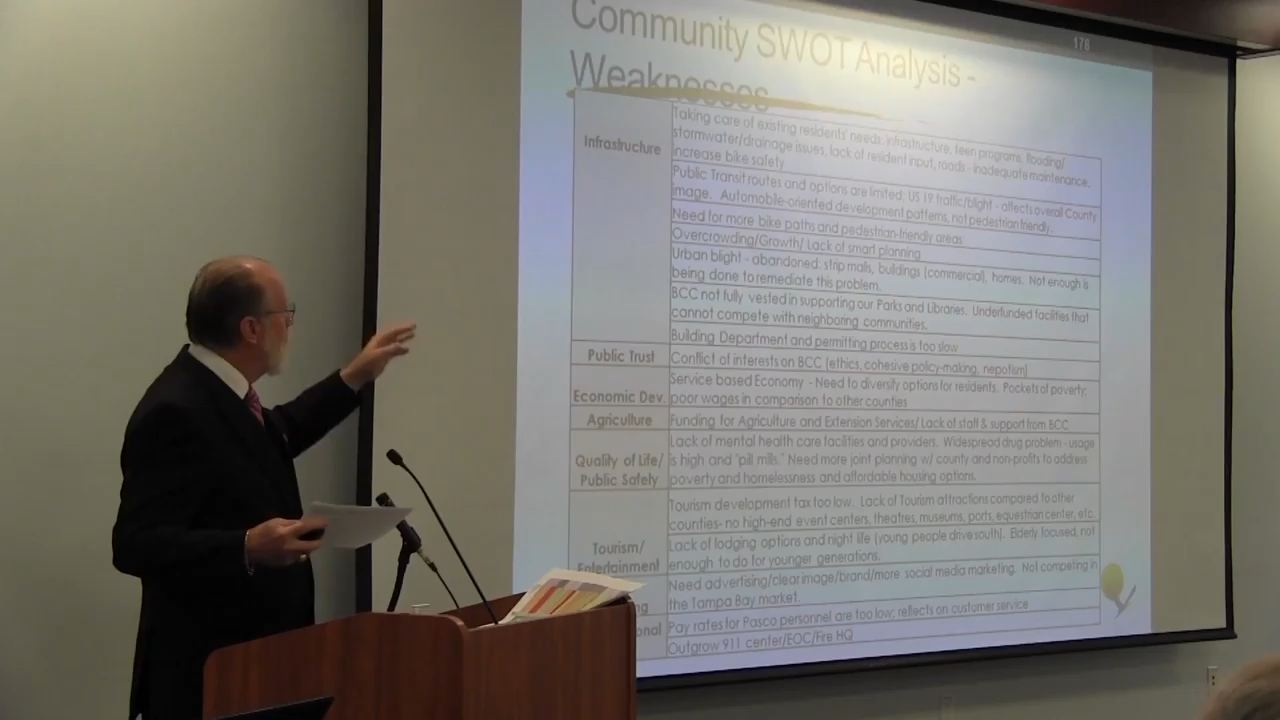 178
Community SWOT Analysis -
Weaknesses
Infrastructure
Taking care of existing residents' needs: infrastructure, teen programs, flooding/
stormwater/drainage issues, lack of resident input, roads - inadequate maintenance,
increase bike safety
Public Transit routes and options are limited; US 19 traffic/blight - affects overall County
image. Automobile-oriented development patterns, not pedestrian friendly.
Need for more bike paths and pedestrian-friendly areas
Overcrowding/Growth/ Lack of smart planning
Urban blight - abandoned: strip malls, buildings (commercial), homes. Not enough is
being done to remediate this problem.
BCC not fully vested in supporting our Parks and Libraries. Underfunded facilities that
cannot compete with neighboring communities.
Building Department and permitting process is too slow
Public Trust
Conflict of interests on BCC (ethics, cohesive policy-making, nepotism)
Economic Dev.
Service based Economy - Need to diversity options for residents. Pockets of poverty;
poor wages in comparison to other counties
Agriculture
Funding for Agriculture and Extension Services/ Lack of staff & support from BCC
Quality of Life/
Public Safety
Lack of mental health care facilities and providers. Widespread drug problem - usage
is high and "pill mills." Need more joint planning w/ county and non-profits to address
poverty and homelessness and affordable housing options.
Tourism/
Entertainment
Tourism development tax too low. Lack of Tourism attractions compared to other
counties- no high-end event centers, theatres, museums, ports, equestrian center, etc.
Lack of lodging options and night life (young people drive south). Elderly focused, not
enough to do for younger generations.
ng
Need advertising/clear image/brand/more social media marketing. Not competing in
the Tampa Bay market.
onal
Pay rates for Pasco personnel are too low; reflects on customer service
Outgrow 911 center/EOC/Fire HQ